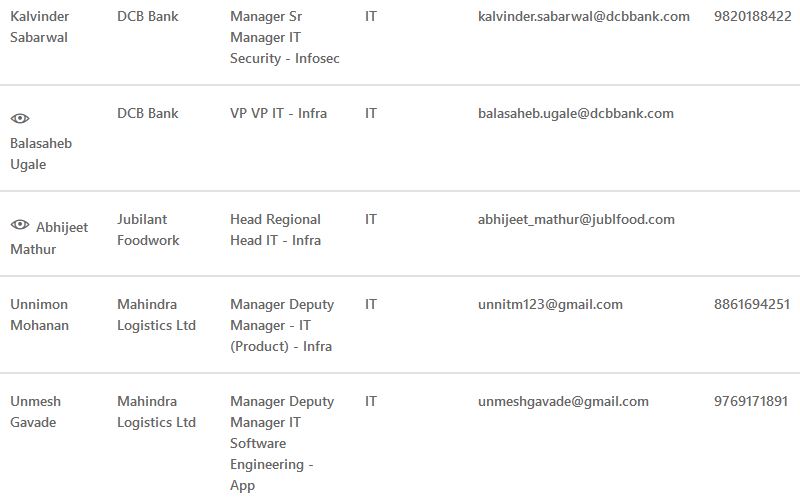 Kalvinder DCB Bank Manager Sr IT kalvinder.sabarwal@dcbbank.com 9820188422
Sabarwal Manager IT
Security - Infosec
DCB Bank VP VP IT - Infra IT balasaheb.ugale@dcbbank.com
Balasaheb
Ugale
Abhijeet Jubilant Head Regional IT abhijeet_mathur@jublfood.com
Mathur Foodwork Head IT - Infra
Unnimon Mahindra Manager Deputy IT unnitm123@gmail.com 8861694251
Mohanan Logistics Ltd Manager - IT
(Product) - Infra
Unmesh Mahindra Manager Deputy IT unmeshgavade@gmail.com 9769171891
Gavade Logistics Ltd Manager IT
Software
Engineering -
App